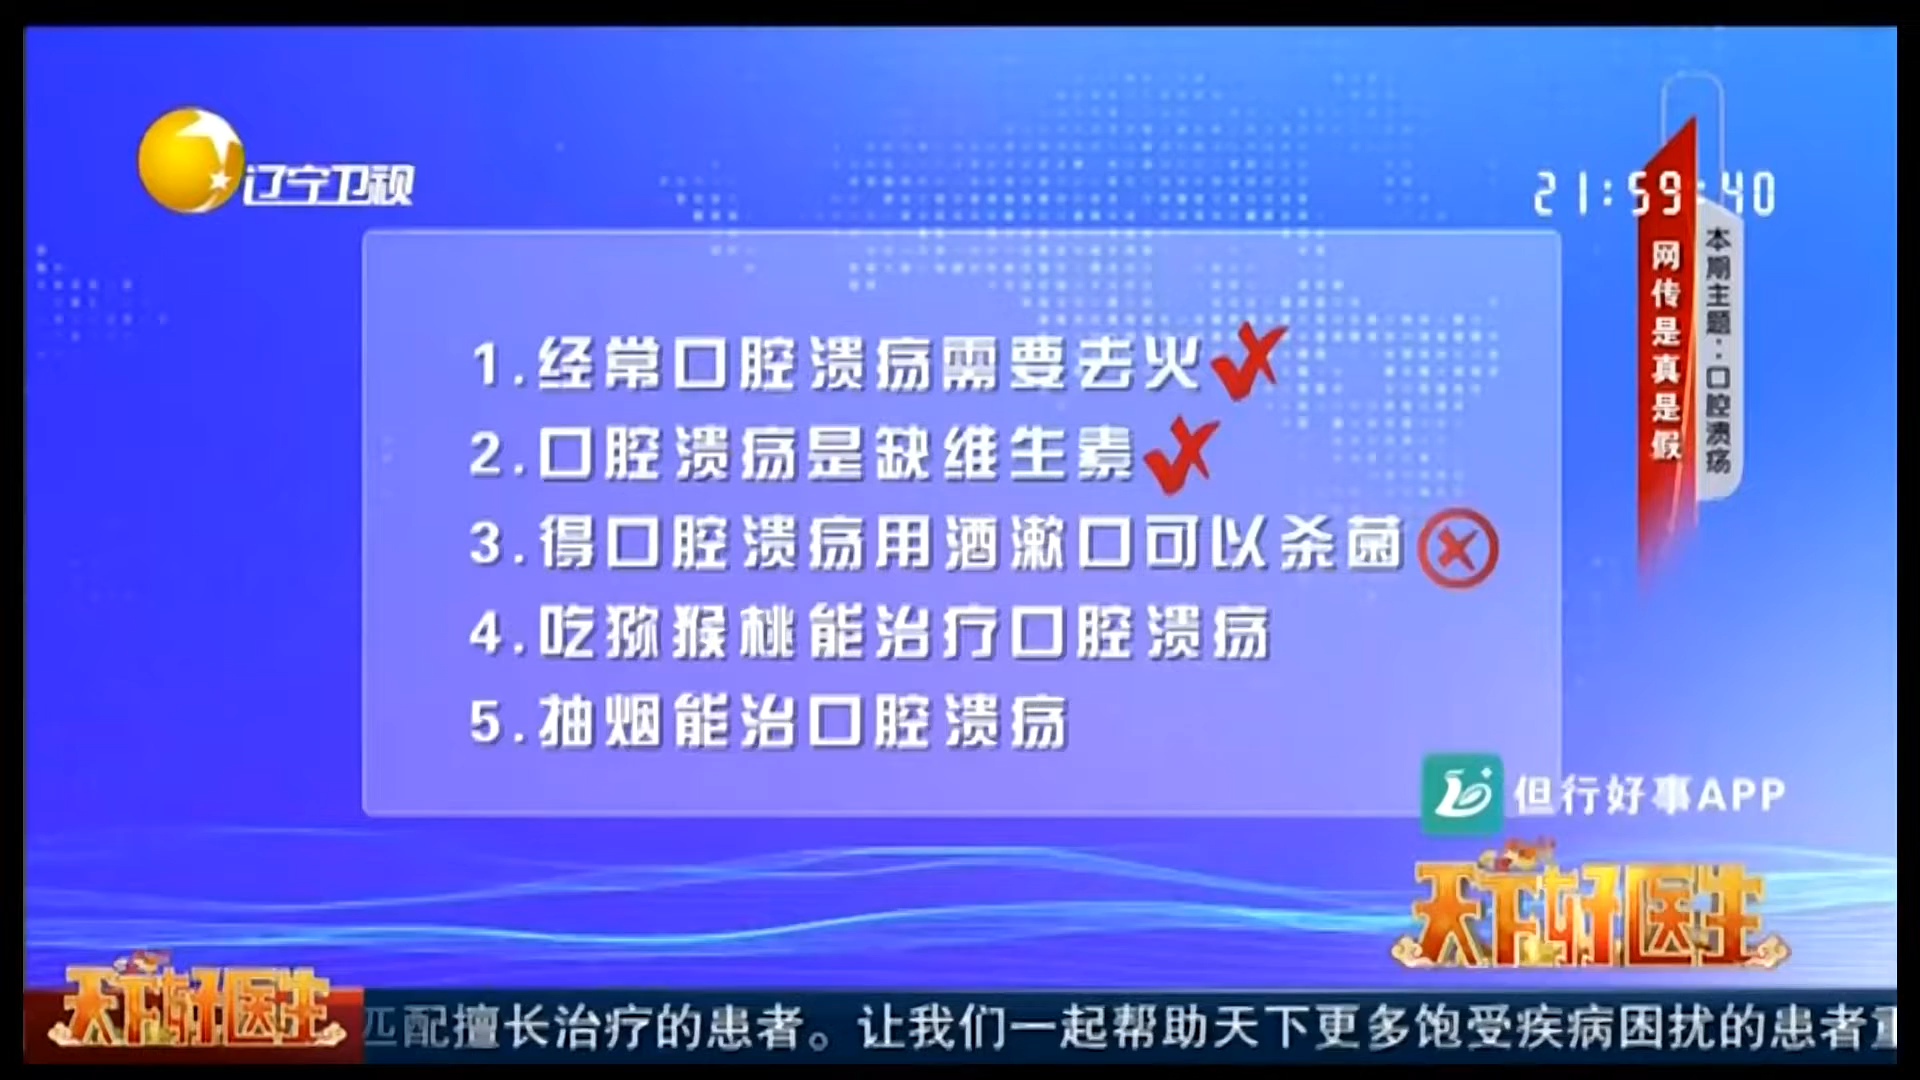 辽宁卫视
21:59:40
网传是真是假
本期主题：口腔溃疡
1.经常口腔溃疡需要去火
2.口腔溃疡是缺维生素
3.得口腔溃疡用酒漱口可以杀菌
4.吃猕猴桃能治疗口腔溃疡
5.抽烟能治口腔溃疡
但行好事APP
天下好医生
天下好医生
匹配擅长治疗的患者。让我们一起帮助天下更多饱受疾病困扰的患者重